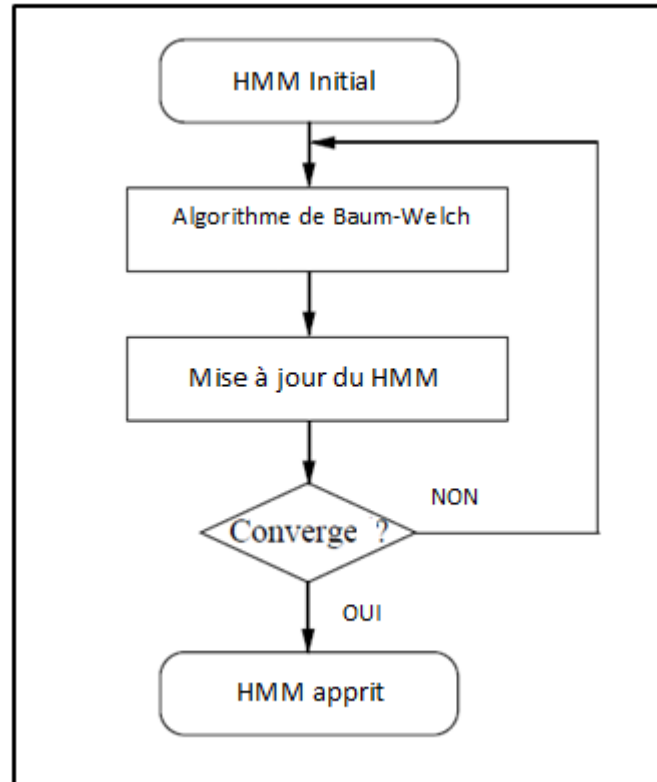 HMM Initial
Algorithme de Baum-Welch
Mise à jour du HMM
Converge ?
NON
OUI
HMM apprit